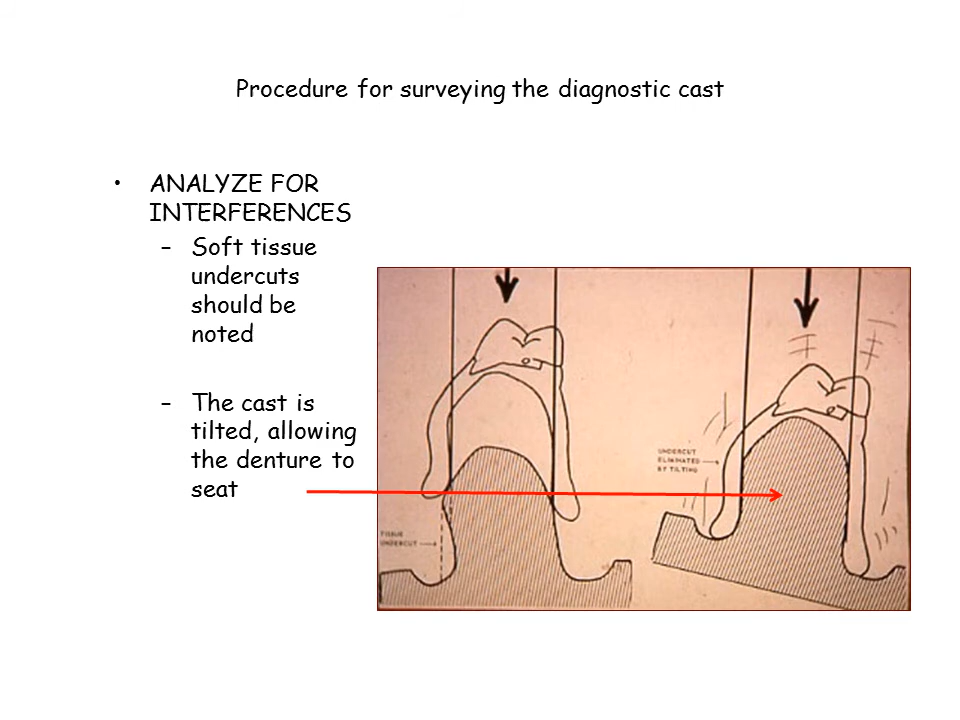 Procedure for surveying the diagnostic cast
• ANALYZE FOR
INTERFERENCES
– Soft tissue
undercuts
should be
noted
– The cast is
tilted, allowing
the denture to
seat
TISSUE
UNDERCUT
UNDERCUT
ELIMINATED
BY TILTING